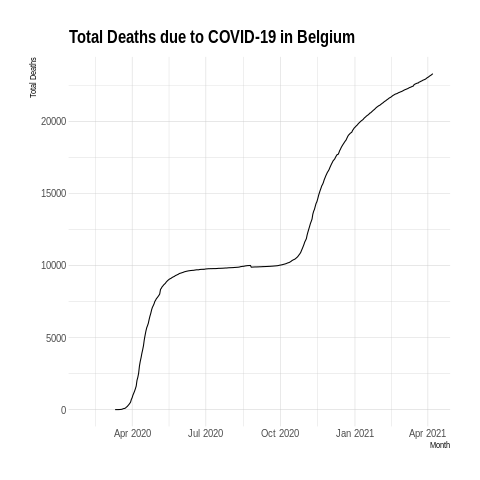 Total Deaths due to COVID-19 in Belgium
Total Deaths
20000
15000
10000
5000
0
Apr 2020 Jul 2020 Oct 2020 Jan 2021 Apr 2021
Month